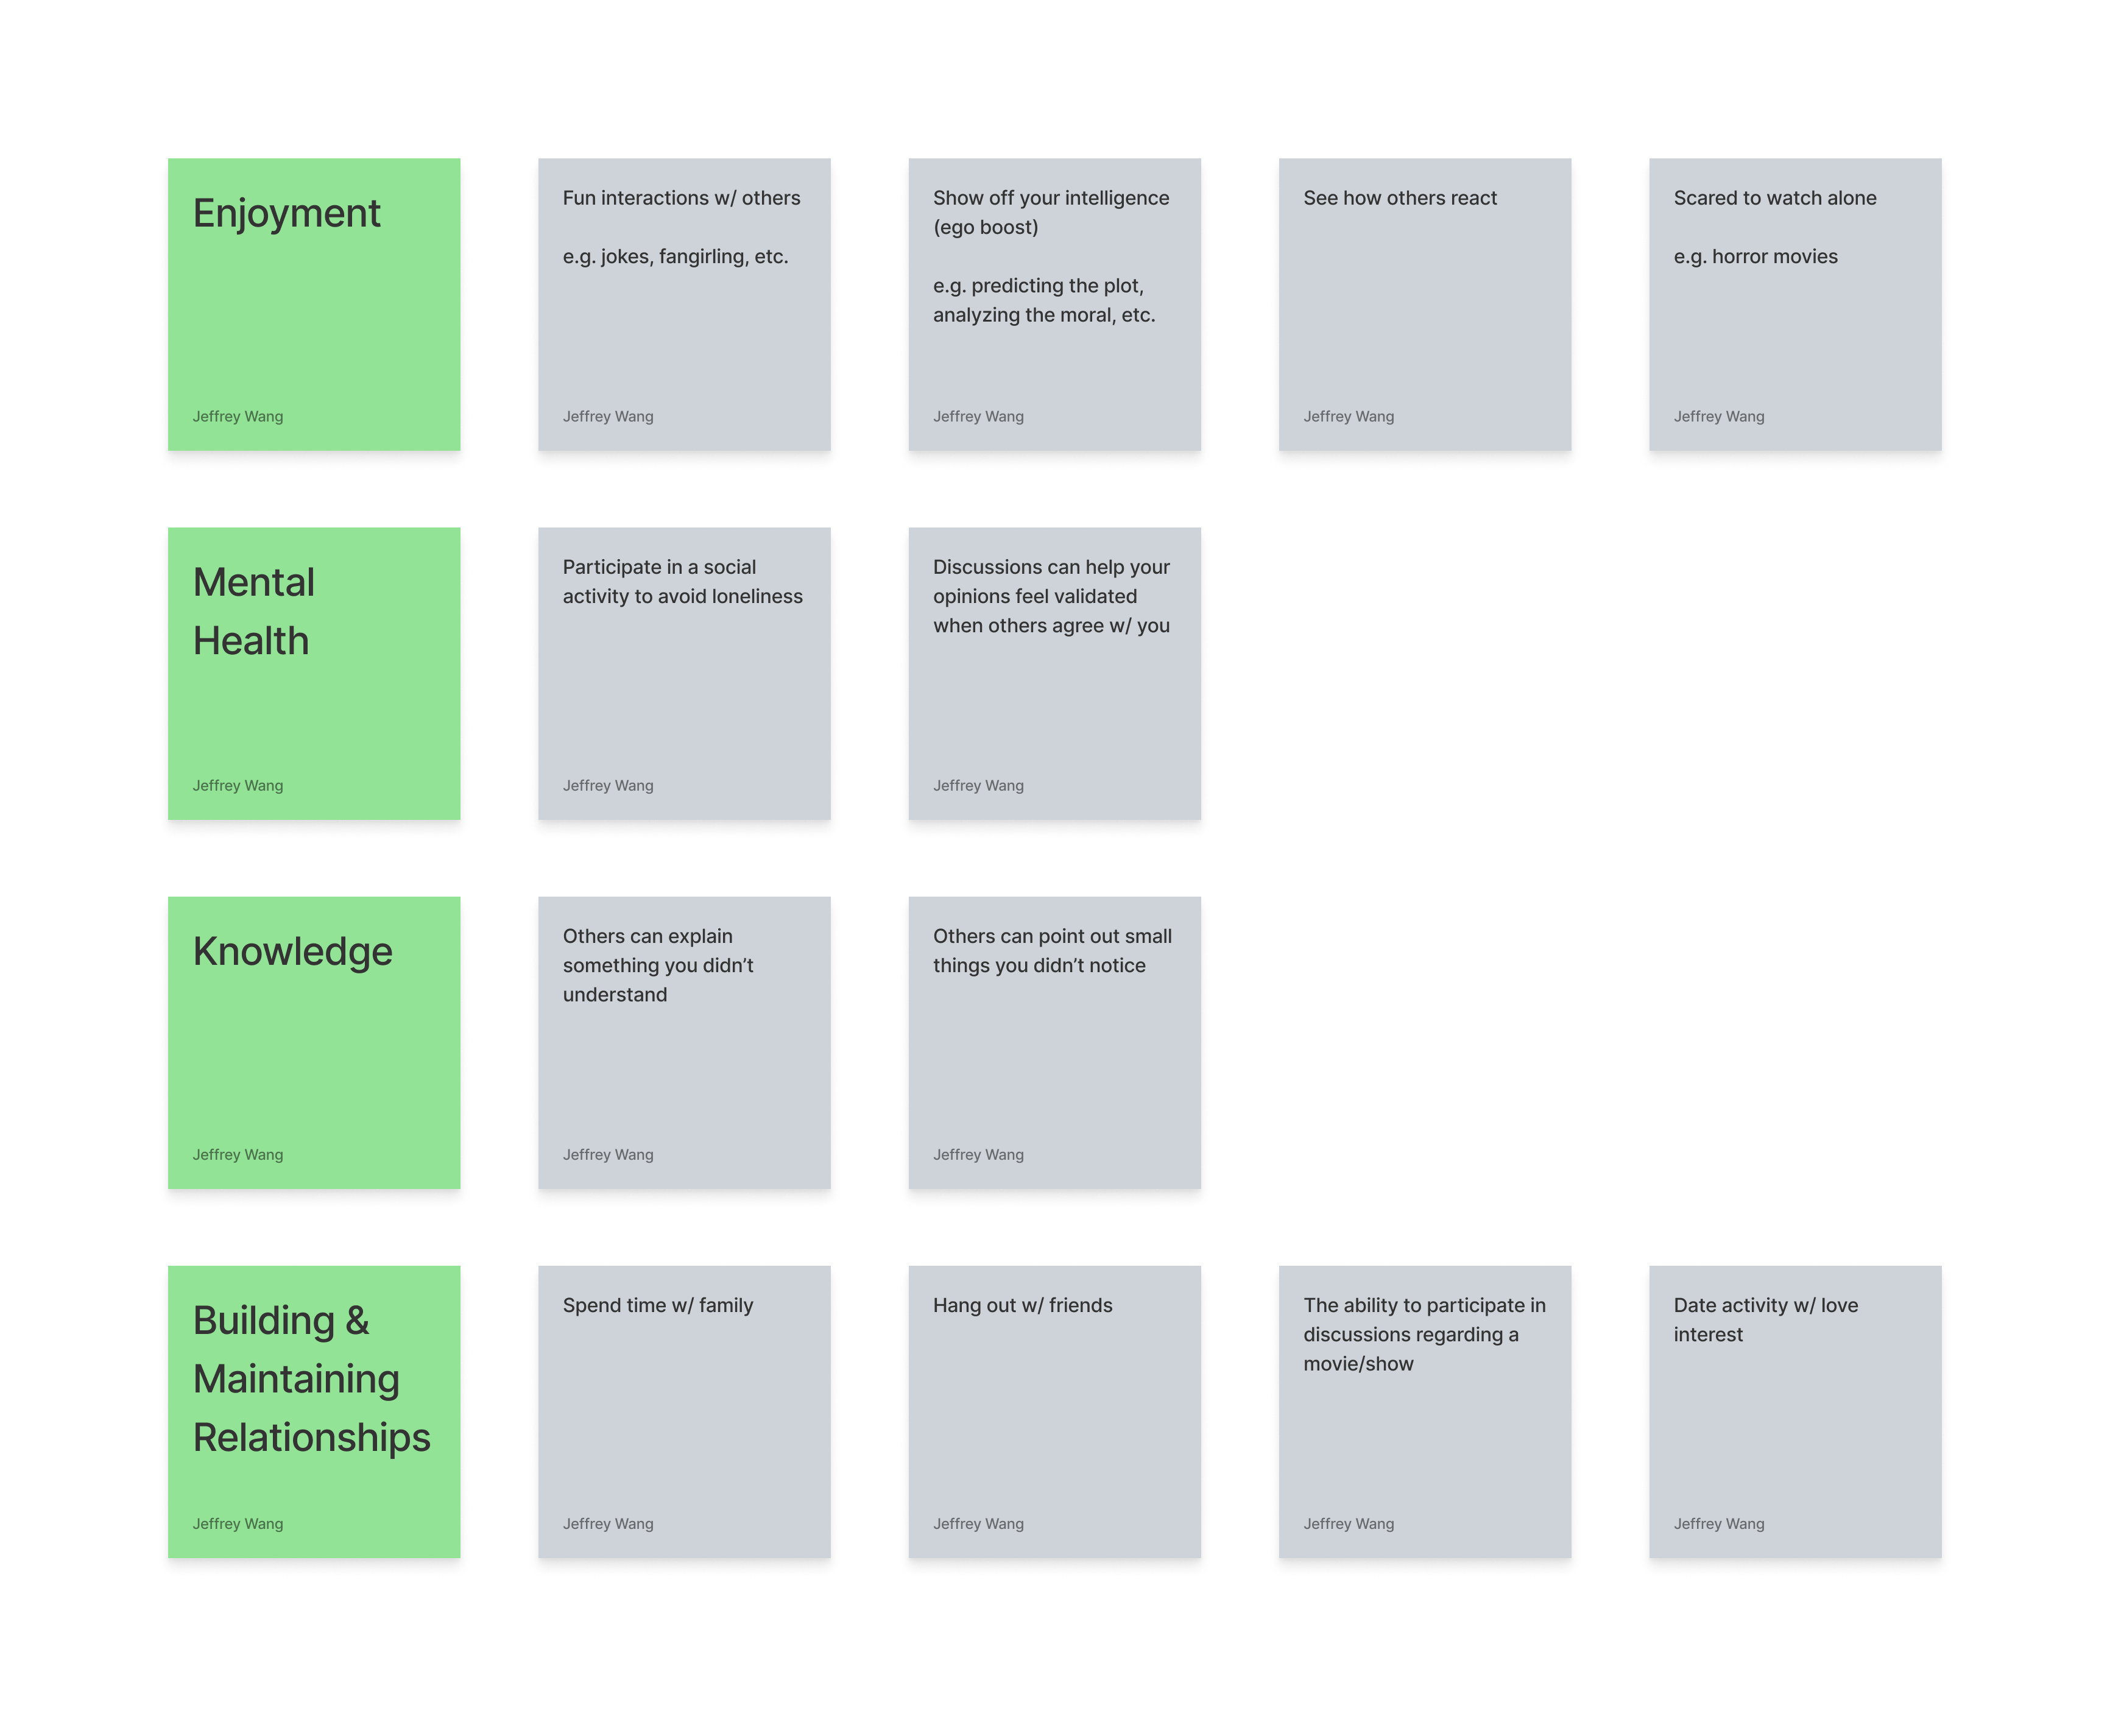 Enjoyment
Jeffrey Wang
Fun interactions w/ others
e.g. jokes, fangirling, etc.
Jeffrey Wang
Show off your intelligence
(ego boost)
e.g. predicting the plot,
analyzing the moral, etc.
Jeffrey Wang
See how others react
Jeffrey Wang
Scared to watch alone
e.g. horror movies
Jeffrey Wang
Mental
Health
Jeffrey Wang
Participate in a social
activity to avoid loneliness
Jeffrey Wang
Discussions can help your
opinions feel validated
when others agree w/ you
Jeffrey Wang
Knowledge
Jeffrey Wang
Others can explain
something you didn’t
understand
Jeffrey Wang
Others can point out small
things you didn’t notice
Jeffrey Wang
Building &
Maintaining
Relationships
Jeffrey Wang
Spend time w/ family
Jeffrey Wang
Hang out w/ friends
Jeffrey Wang
The ability to participate in
discussions regarding a
movie/show
Jeffrey Wang
Date activity w/ love
interest
Jeffrey Wang